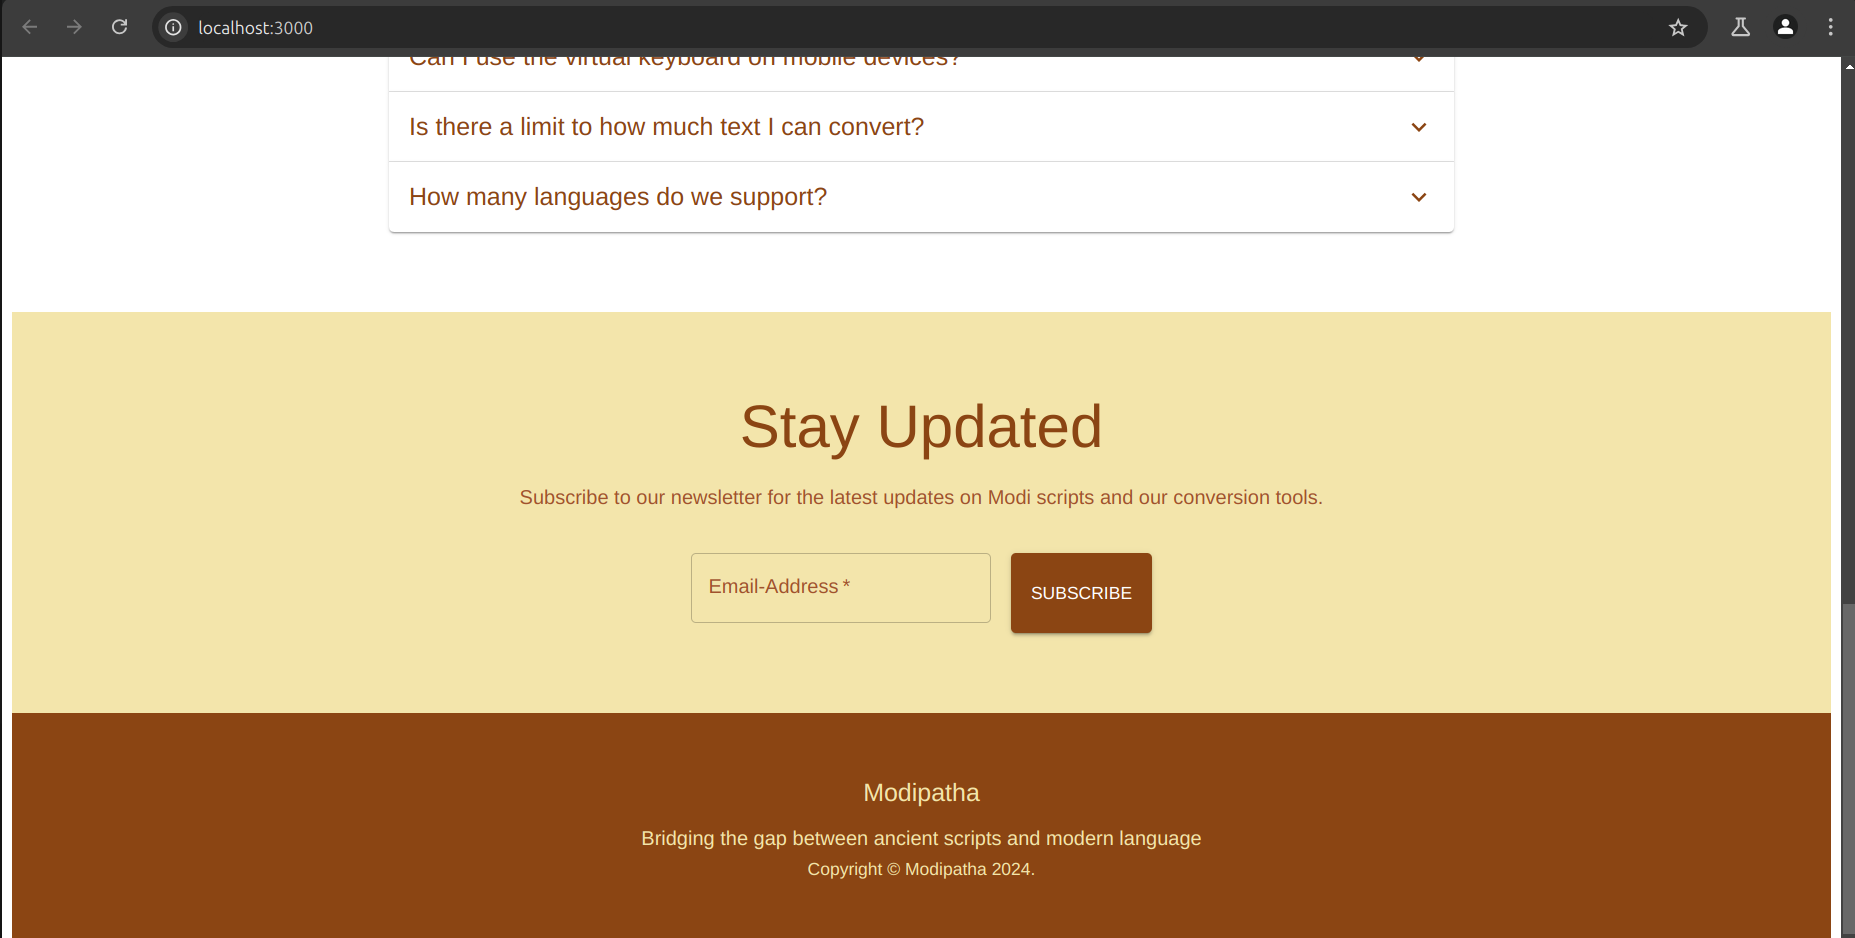 localhost:3000
Can I use the virtual keyboard on mobile devices?
Is there a limit to how much text I can convert?
How many languages do we support?
Stay Updated
Subscribe to our newsletter for the latest updates on Modi scripts and our conversion tools.
Email-Address *
SUBSCRIBE
Modipatha
Bridging the gap between ancient scripts and modern language
Copyright © Modipatha 2024.